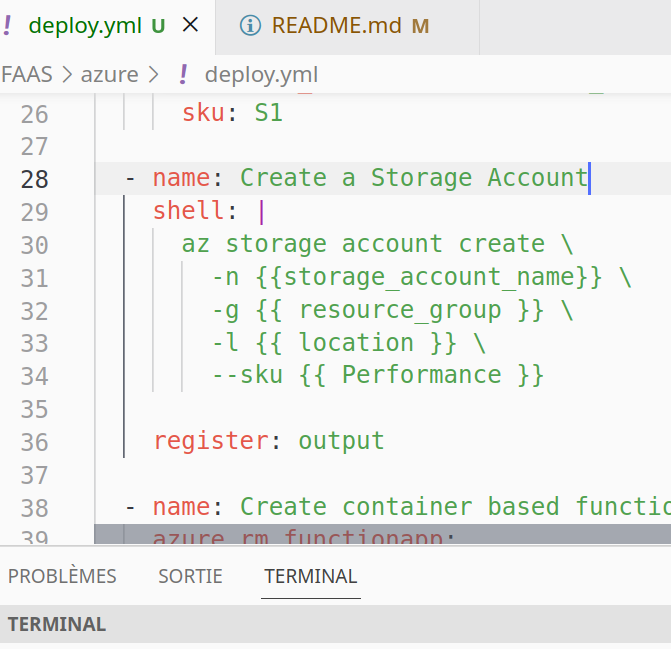 ! deploy.yml U × README.md M
FAAS > azure > ! deploy.yml
26 sku: S1
27
28 - name: Create a Storage Account
29 shell: |
30 az storage account create \
31 -n {{storage_account_name}} \
32 -g {{ resource_group }} \
33 -l {{ location }} \
34 --sku {{ Performance }}
35
36 register: output
37
38 - name: Create container based functio
39 azure_rm_functionapp:
PROBLÈMES SORTIE TERMINAL
TERMINAL